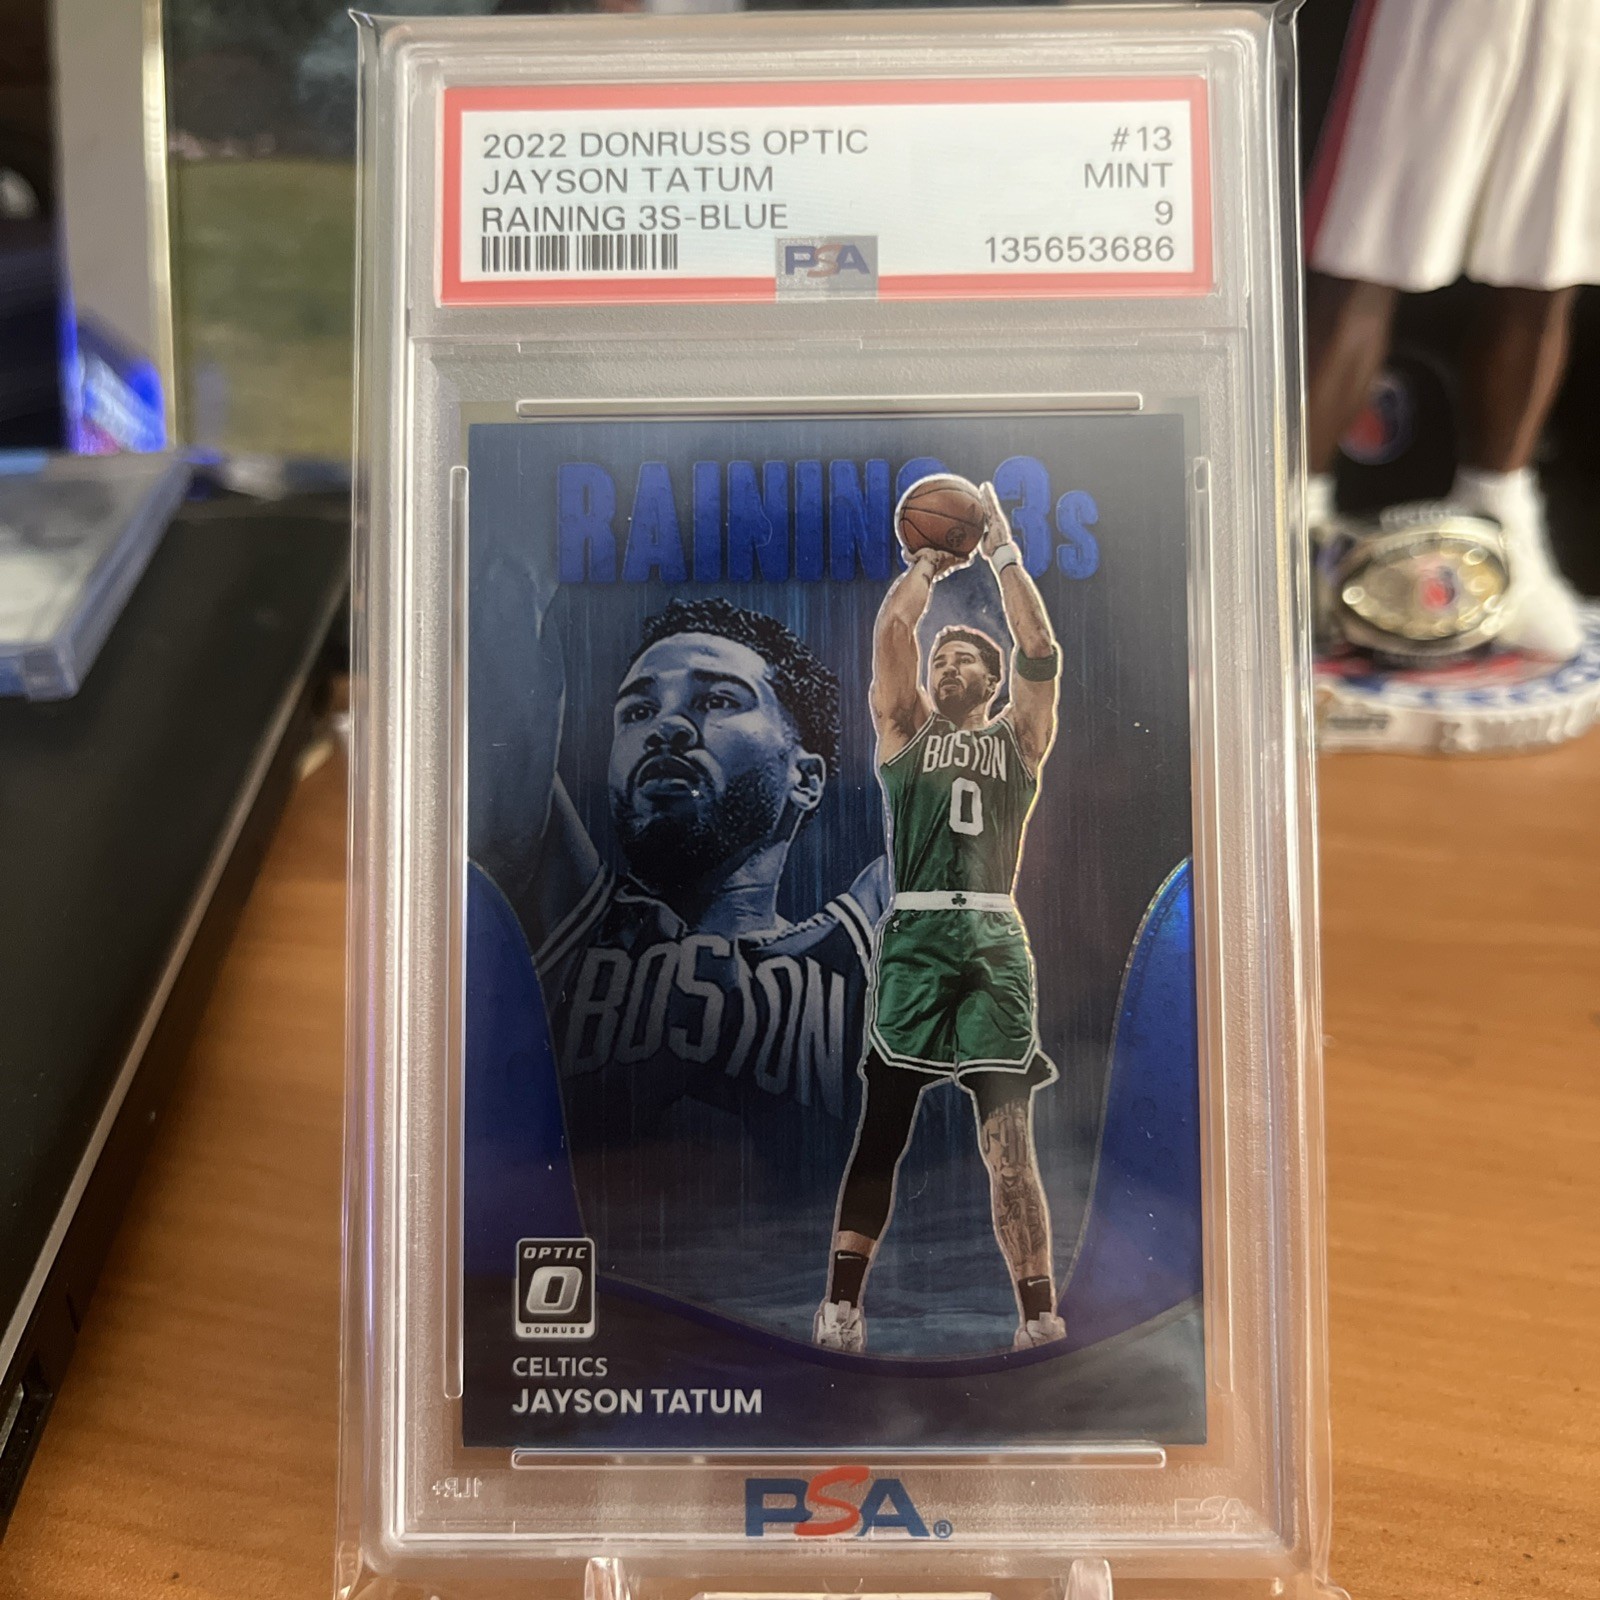 2022 DONRUSS OPTIC #13
JAYSON TATUM MINT
RAINING 3S-BLUE 9
PSA 135653686
RAINING 3s
BOSTON
0
BOSTON
OPTIC
O
DONRUSS
CELTICS
JAYSON TATUM
PSA®
PSA